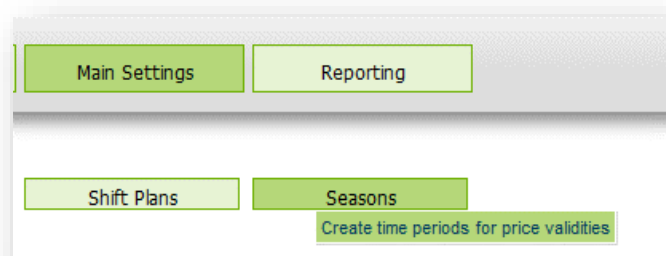 Main Settings
Reporting
Shift Plans
Seasons
Create time periods for price validities